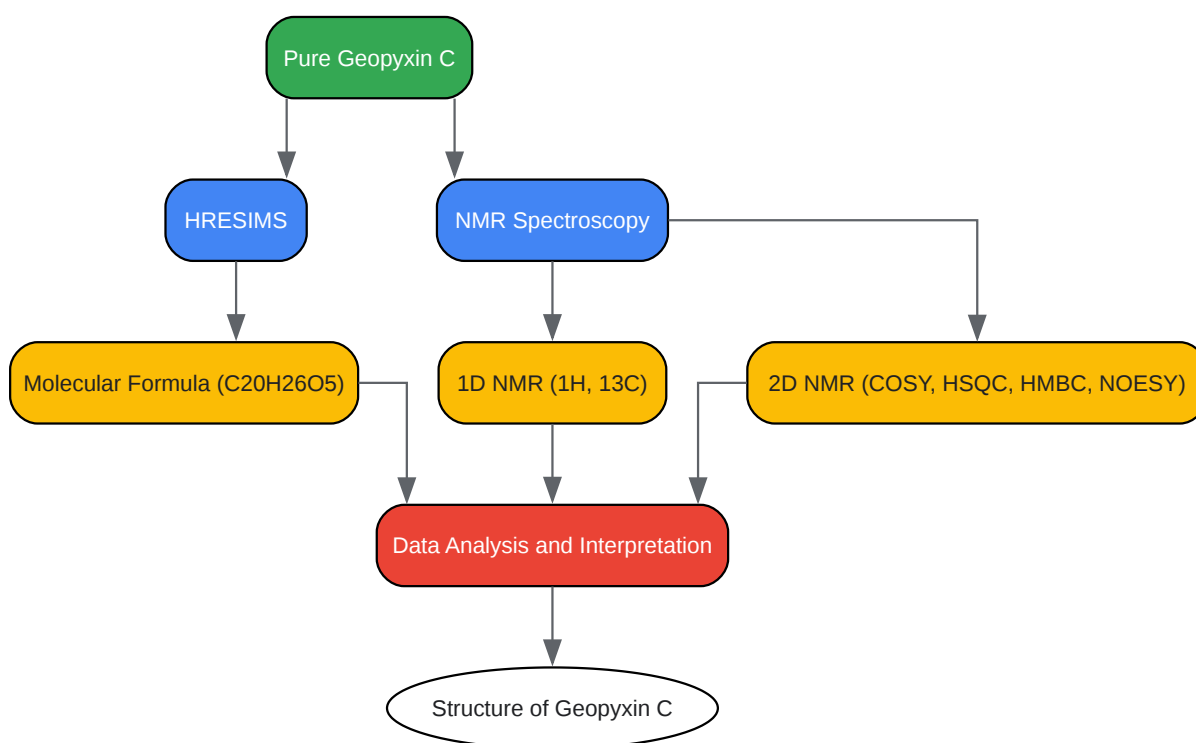 Pure Geopyxin C
HRESIMS
NMR Spectroscopy
Molecular Formula (C20H26O5)
1D NMR (1H, 13C)
2D NMR (COSY, HSQC, HMBC, NOESY)
Data Analysis and Interpretation
Structure of Geopyxin C